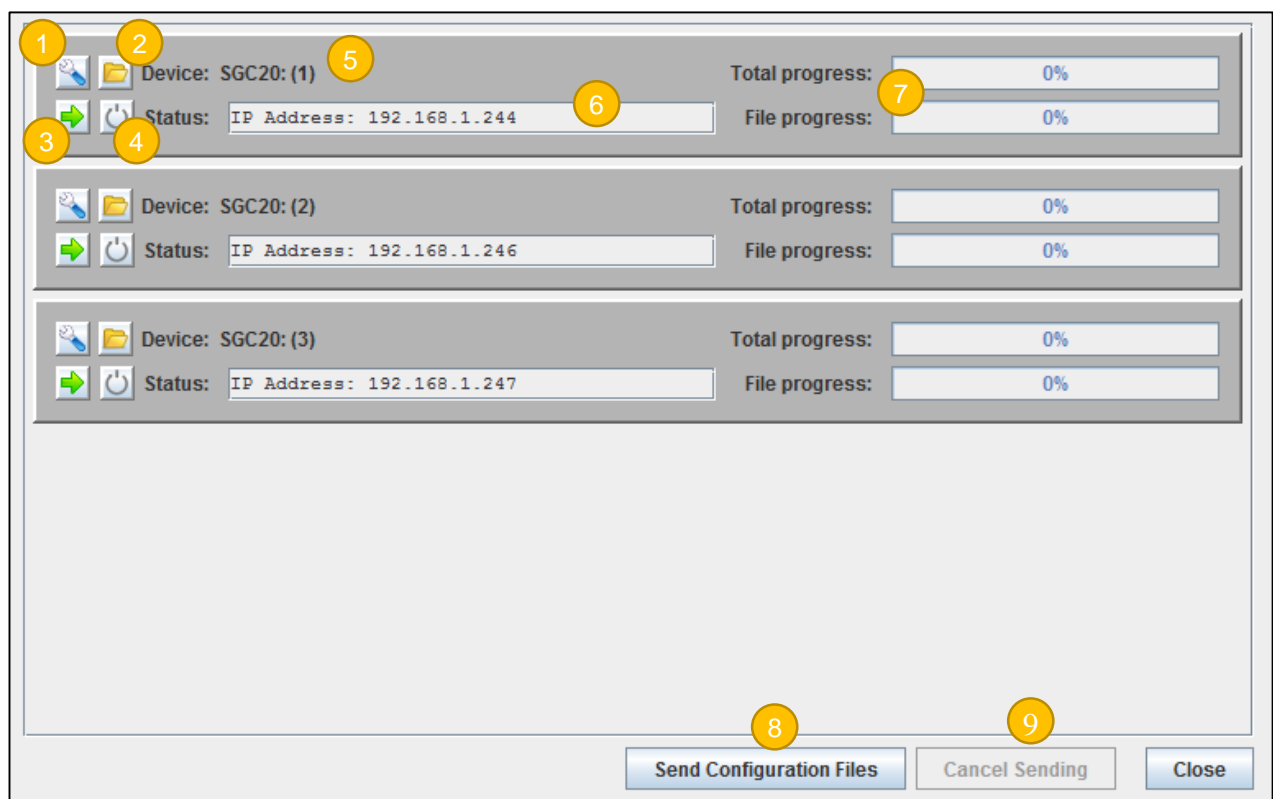 1 2 5
Device: SGC20: (1) Total progress: 0%
6 7
Status: IP Address: 192.168.1.244 File progress: 0%
3 4
Device: SGC20: (2) Total progress: 0%
Status: IP Address: 192.168.1.246 File progress: 0%
Device: SGC20: (3) Total progress: 0%
Status: IP Address: 192.168.1.247 File progress: 0%
8 9
Send Configuration Files Cancel Sending Close